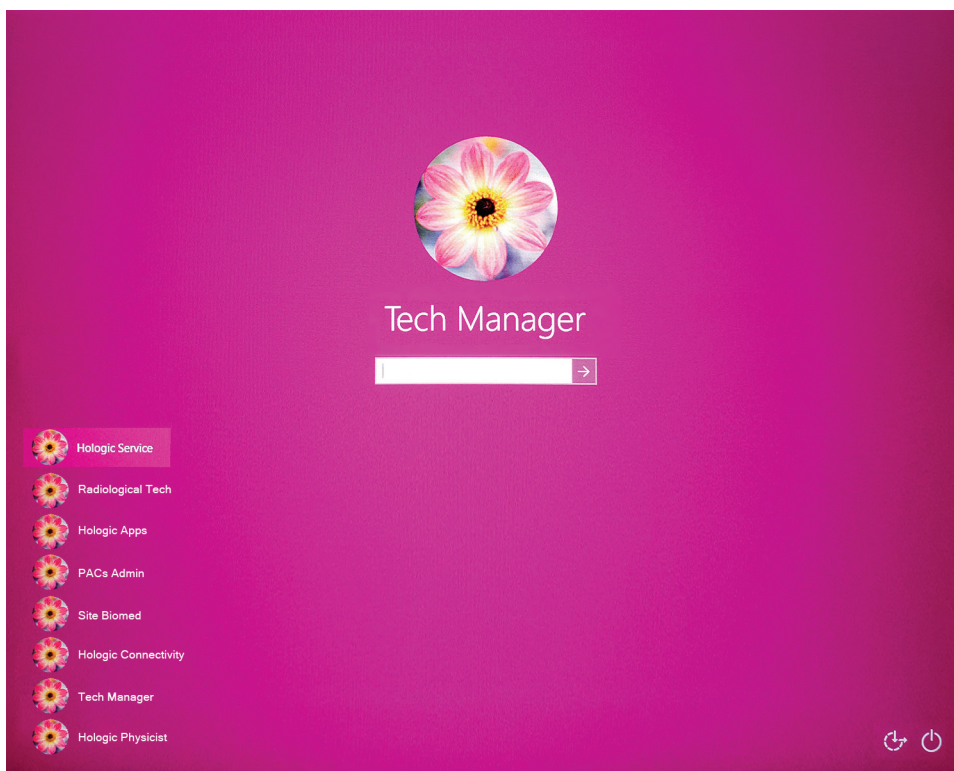 Tech Manager
Hologic Service
Radiological Tech
Hologic Apps
PACs Admin
Site Biomed
Hologic Connectivity
Tech Manager
Hologic Physicist